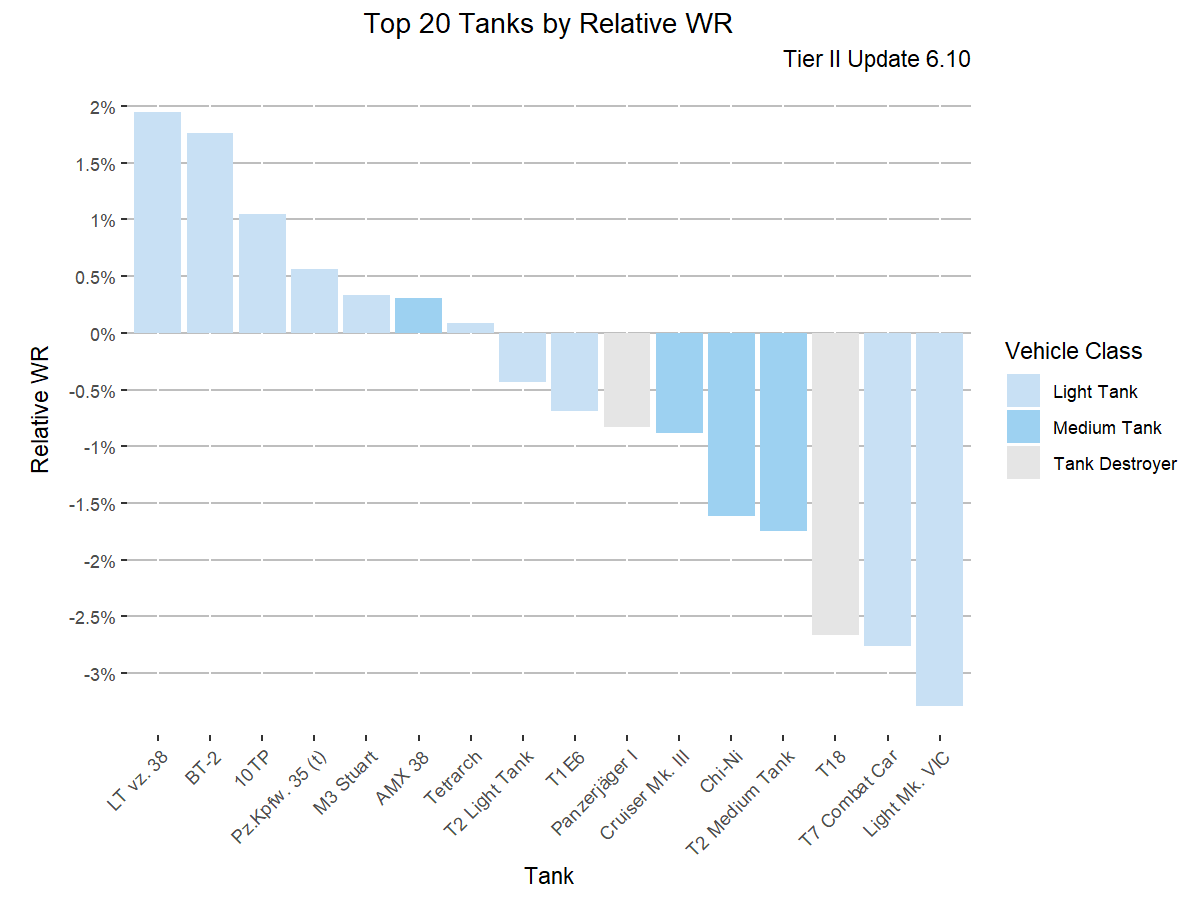 Top 20 Tanks by Relative WR
Tier II Update 6.10
2%
1.5%
1%
0.5%
0%
-0.5%
-1%
-1.5%
-2%
-2.5%
-3%
Relative WR
LT vz. 38
BT-2
10TP
Pz.Kpfw. 35 (t)
M3 Stuart
AMX 38
Tetrarch
T2 Light Tank
T1E6
Panzerjäger I
Cruiser Mk. III
Chi-Ni
T2 Medium Tank
T18
T7 Combat Car
Light Mk. VIC
Tank
Vehicle Class
Light Tank
Medium Tank
Tank Destroyer